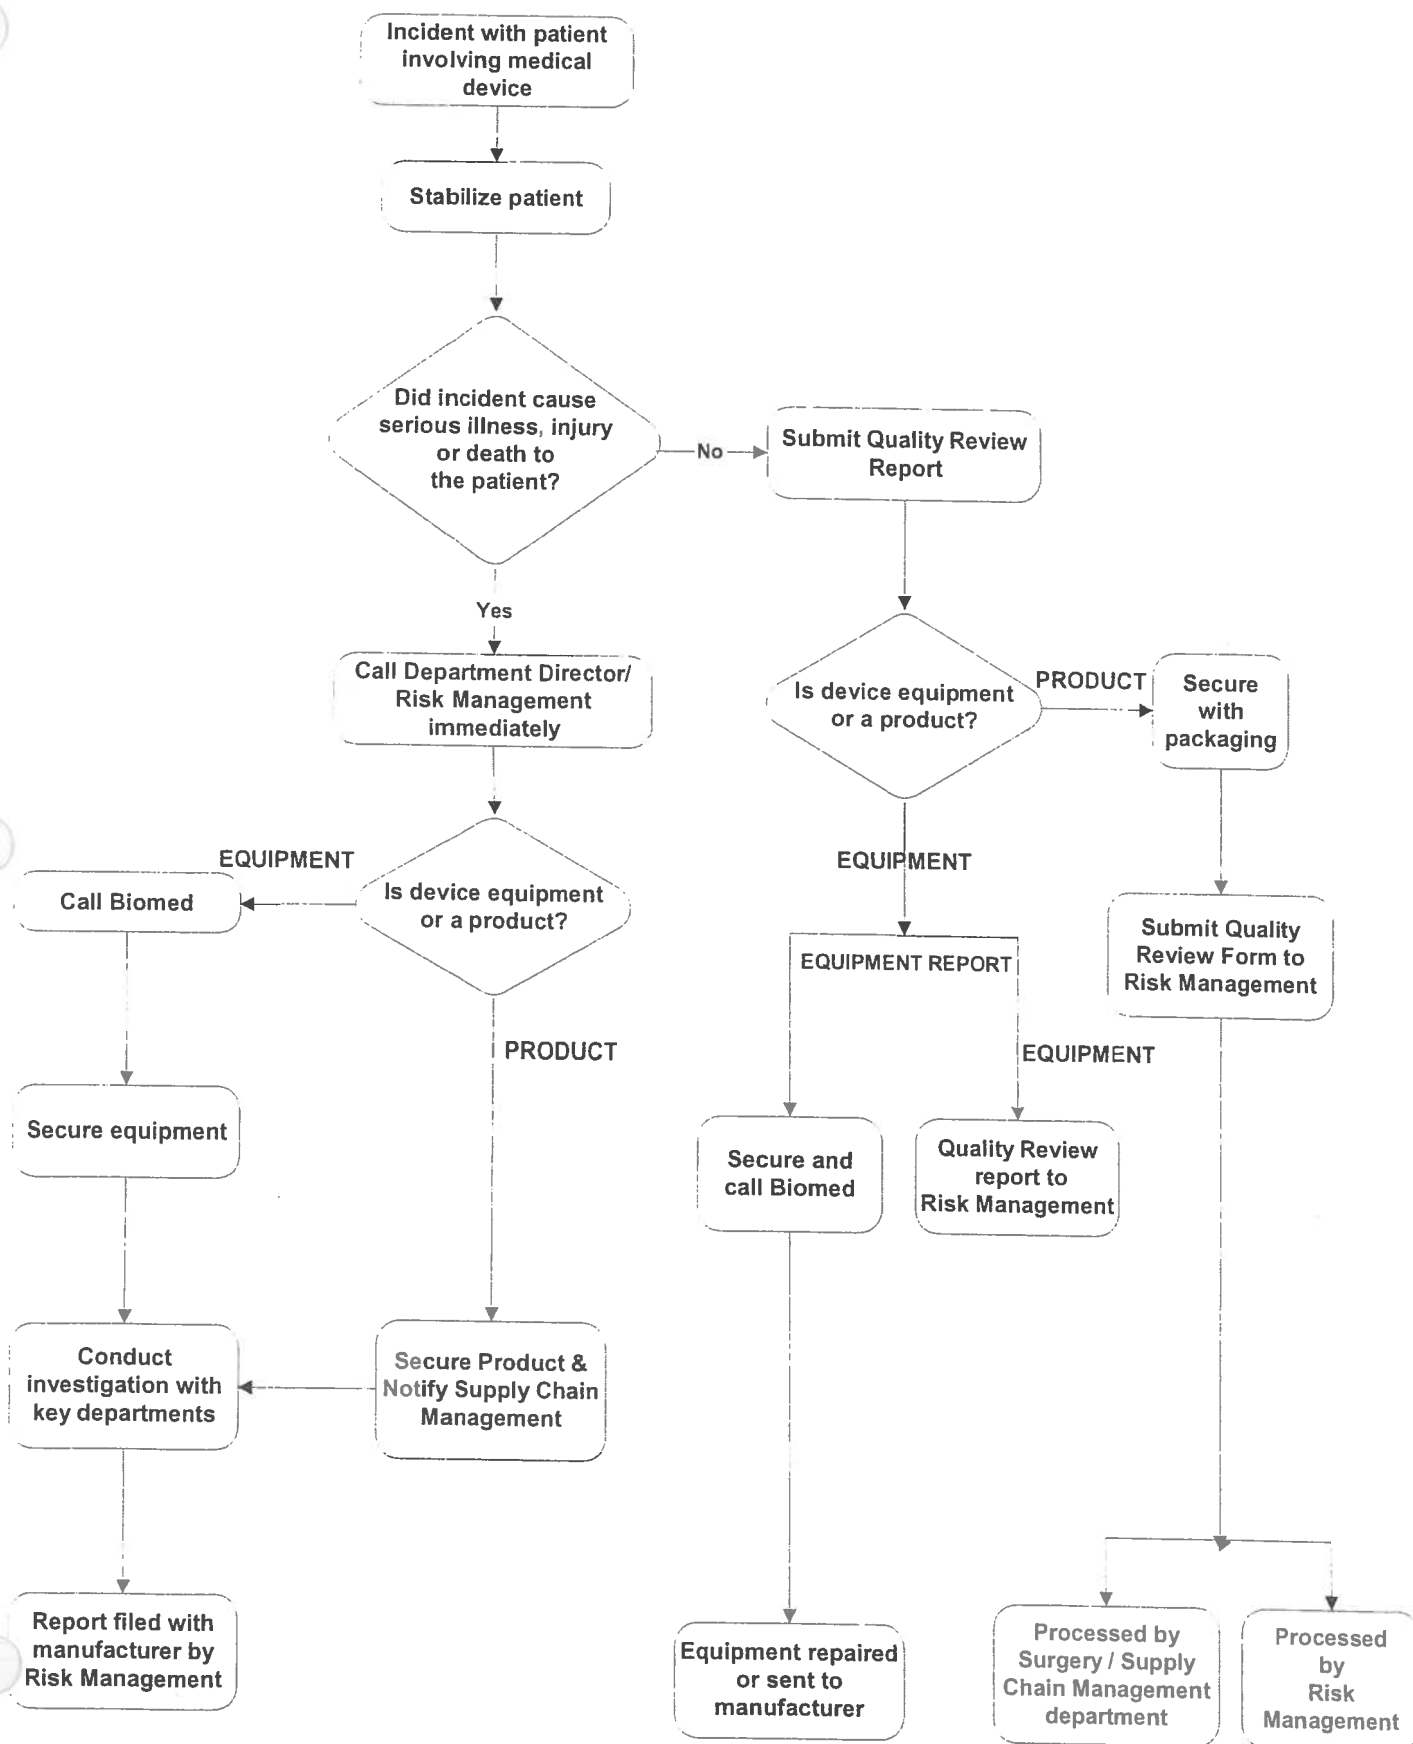 Incident with patient
involving medical
device
Stabilize patient
Did incident cause
serious illness, injury
or death to
the patient?
No
Submit Quality Review
Report
Yes
Call Department Director/
Risk Management
immediately
Is device equipment
or a product?
PRODUCT
Secure
with
packaging
EQUIPMENT
Call Biomed
Is device equipment
or a product?
EQUIPMENT
EQUIPMENT REPORT
Submit Quality
Review Form to
Risk Management
PRODUCT
EQUIPMENT
Secure equipment
Secure and
call Biomed
Quality Review
report to
Risk Management
Conduct
investigation with
key departments
Secure Product &
Notify Supply Chain
Management
Report filed with
manufacturer by
Risk Management
Equipment repaired
or sent to
manufacturer
Processed by
Surgery / Supply
Chain Management
department
Processed
by
Risk
Management